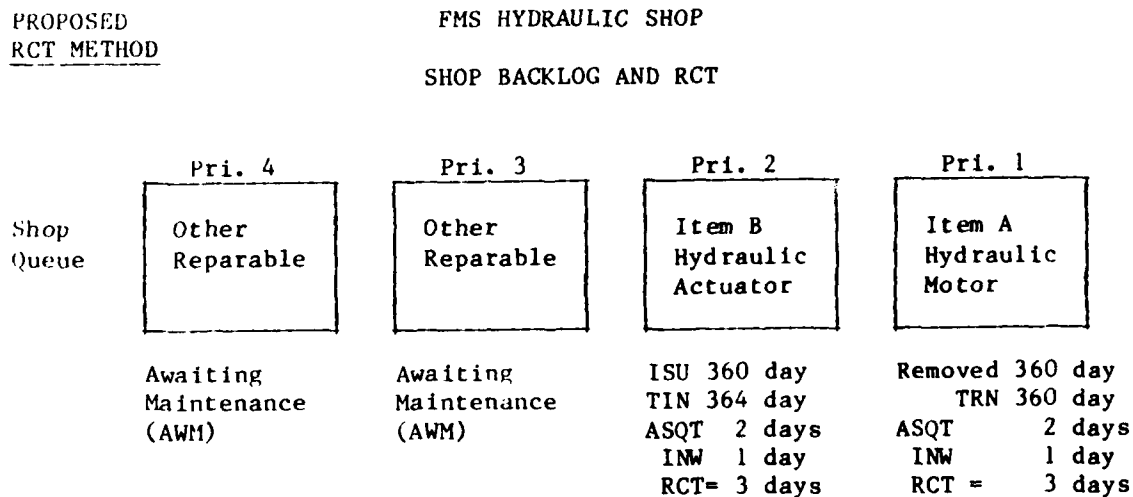 PROPOSED
RCT METHOD
FMS HYDRAULIC SHOP
SHOP BACKLOG AND RCT
Pri. 4
Pri. 3
Pri. 2
Pri. 1
Shop
Queue
Other
Reparable
Other
Reparable
Item B
Hydraulic
Actuator
Item A
Hydraulic
Motor
Awaiting
Maintenance
(AWM)
Awaiting
Maintenance
(AWM)
ISU 360 day
TIN 364 day
ASQT 2 days
INW 1 day
RCT= 3 days
Removed 360 day
TRN 360 day
ASQT 2 days
INW 1 day
RCT = 3 days